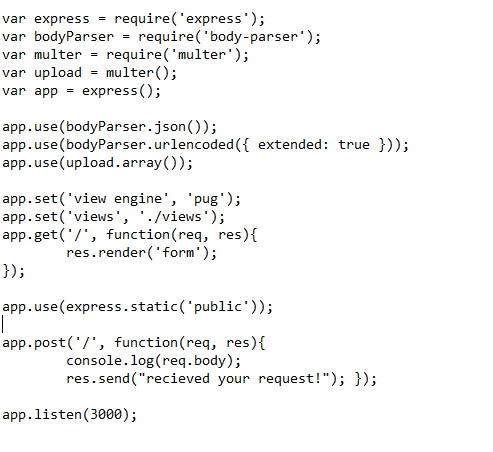 var express = require('express');
var bodyParser = require('body-parser');
var multer = require('multer');
var upload = multer();
var app = express();

app.use(bodyParser.json());
app.use(bodyParser.urlencoded({ extended: true }));
app.use(upload.array());

app.set('view engine', 'pug');
app.set('views', './views');
app.get('/', function(req, res){
        res.render('form');
});

app.use(express.static('public'));

app.post('/', function(req, res){
        console.log(req.body);
        res.send("recieved your request!"); });

app.listen(3000);